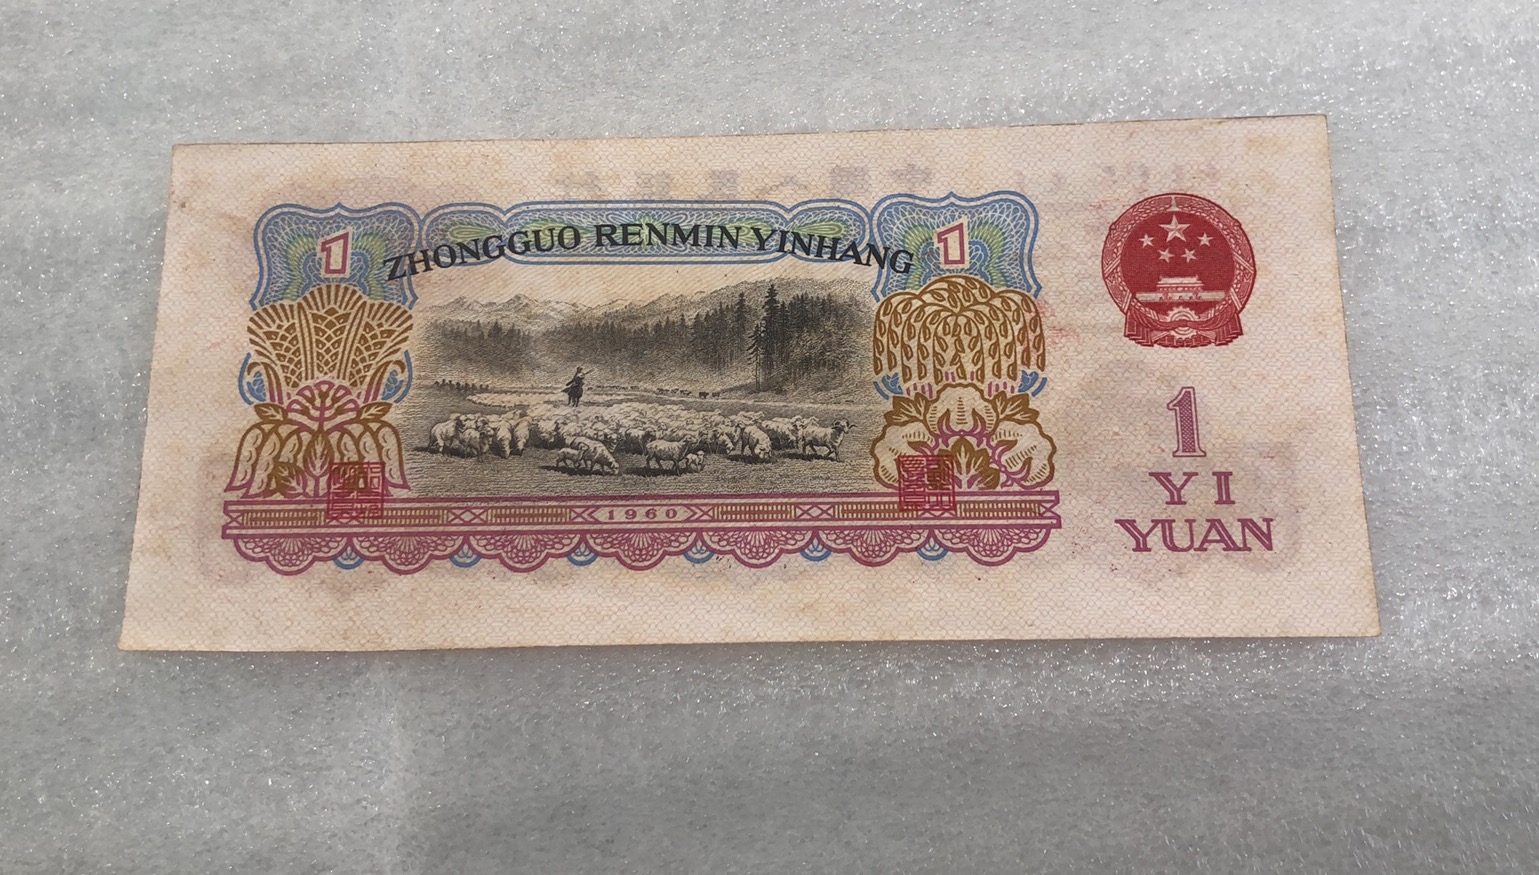 ZHONGGUO RENMIN YINHANG
1
1
1
YI
YUAN
1960